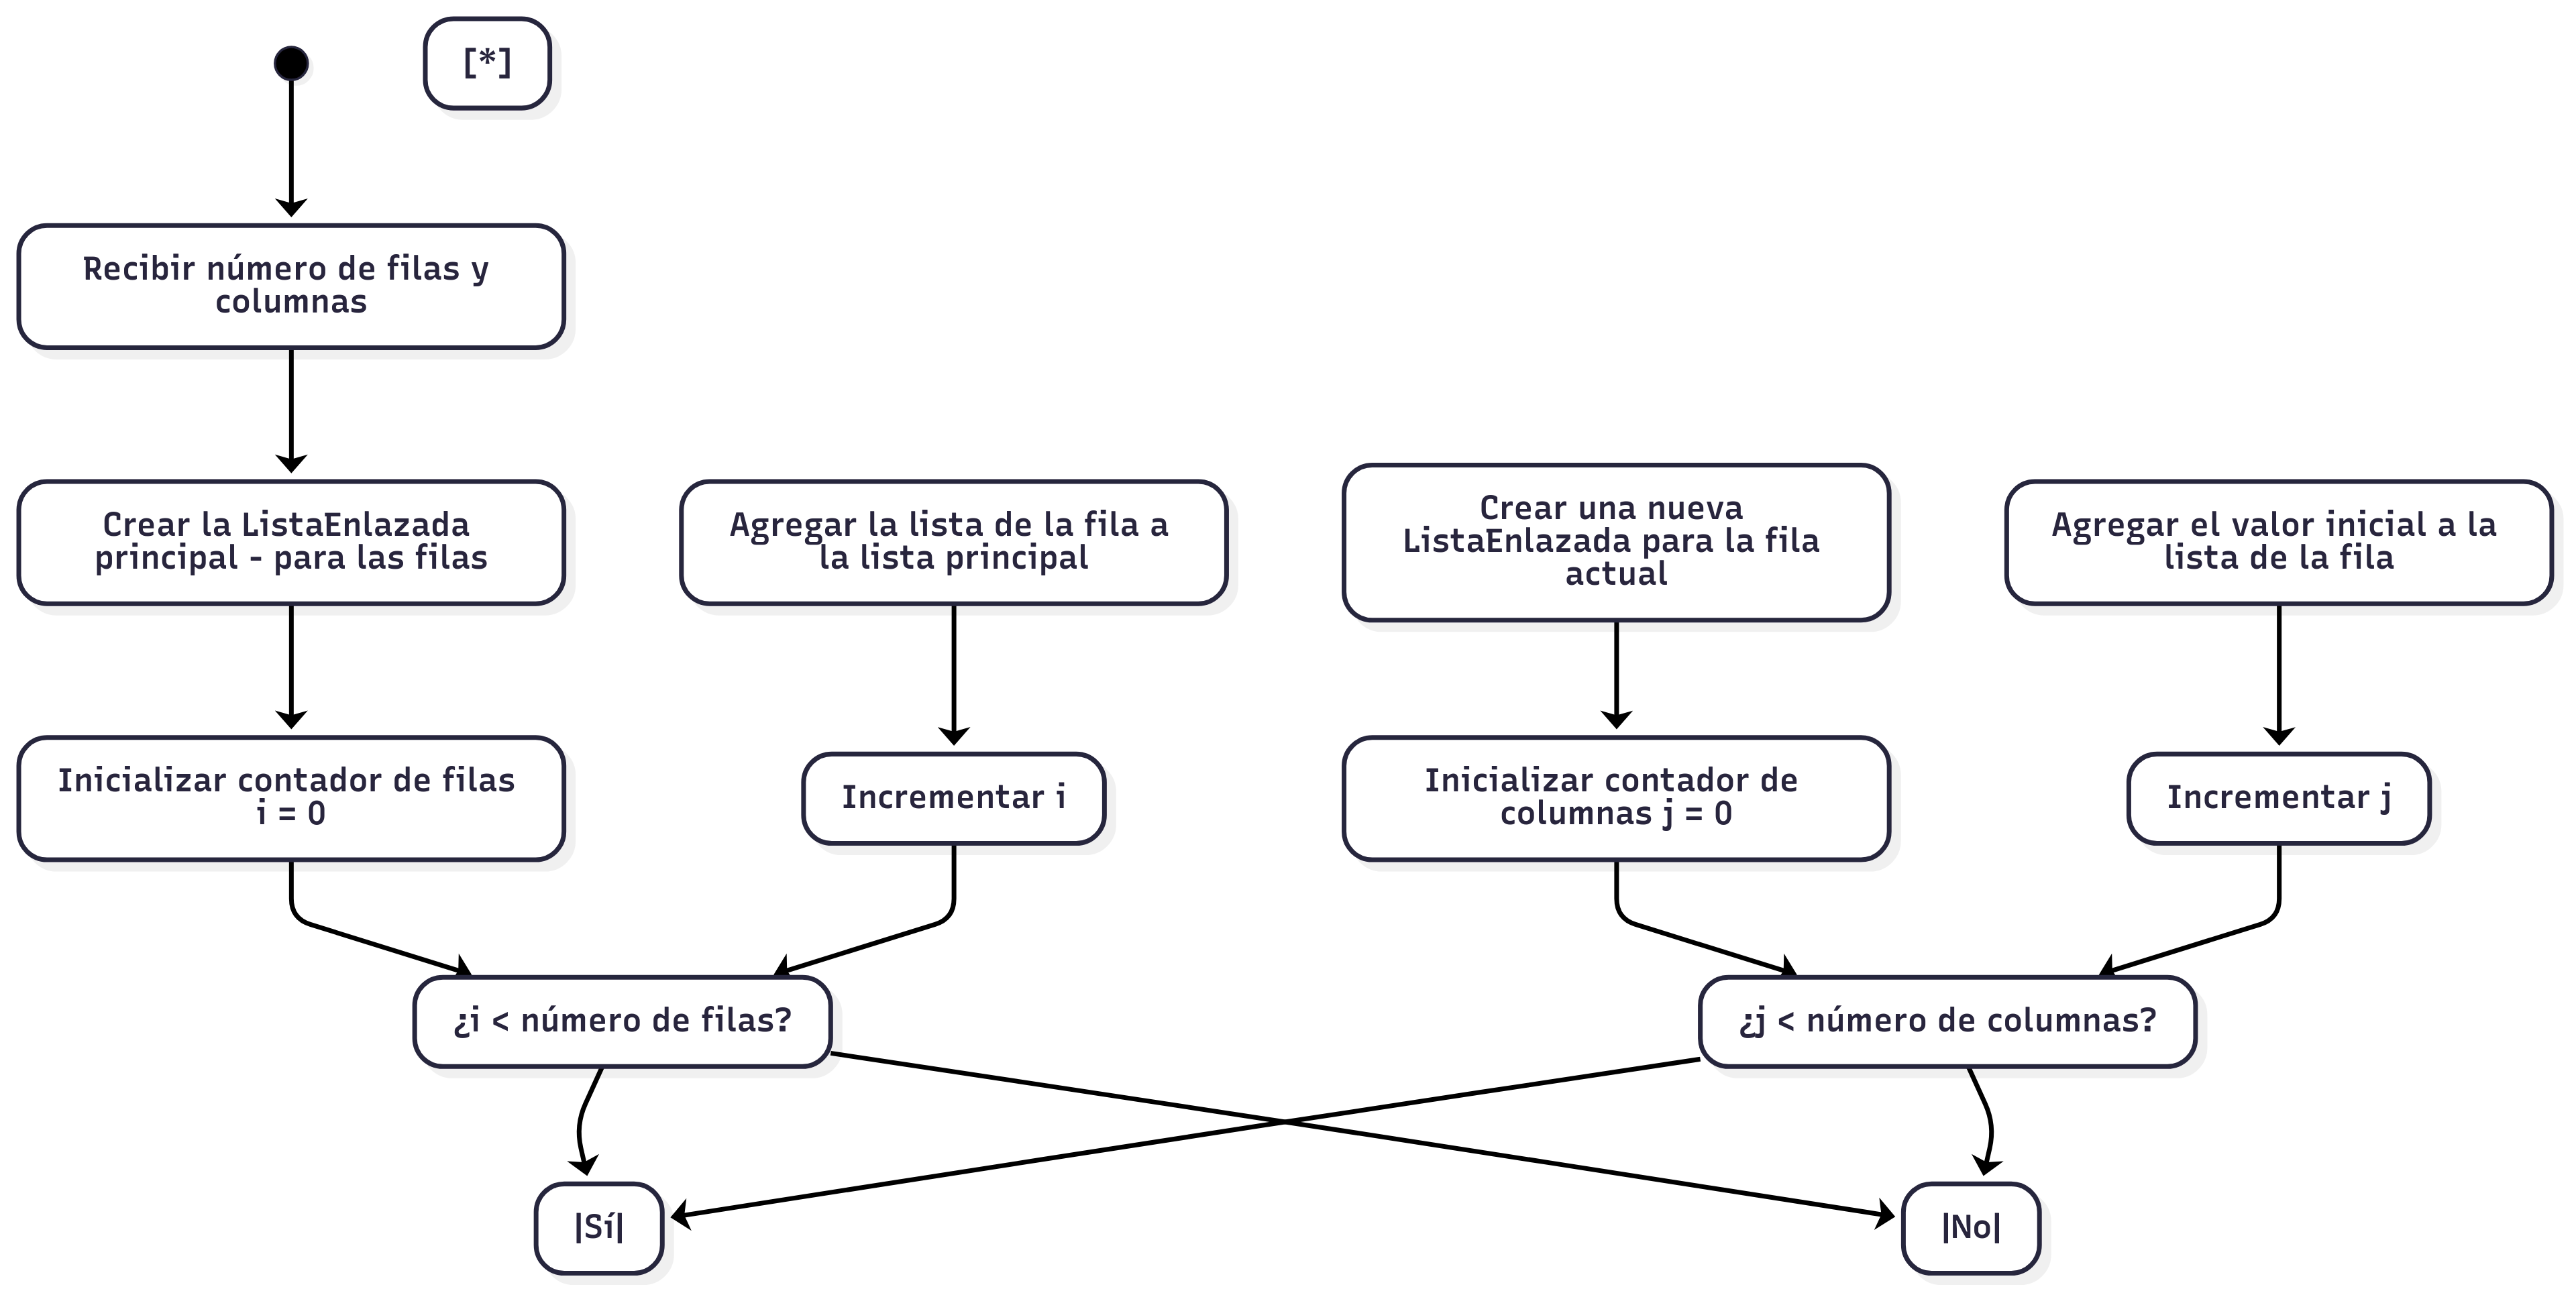 [*]
Recibir número de filas y
columnas
Crear la ListaEnlazada
principal - para las filas
Agregar la lista de la fila a
la lista principal
Crear una nueva
ListaEnlazada para la fila
actual
Agregar el valor inicial a la
lista de la fila
Inicializar contador de filas
i = 0
Incrementar i
Inicializar contador de
columnas j = 0
Incrementar j
¿i < número de filas?
¿j < número de columnas?
|Sí|
|No|